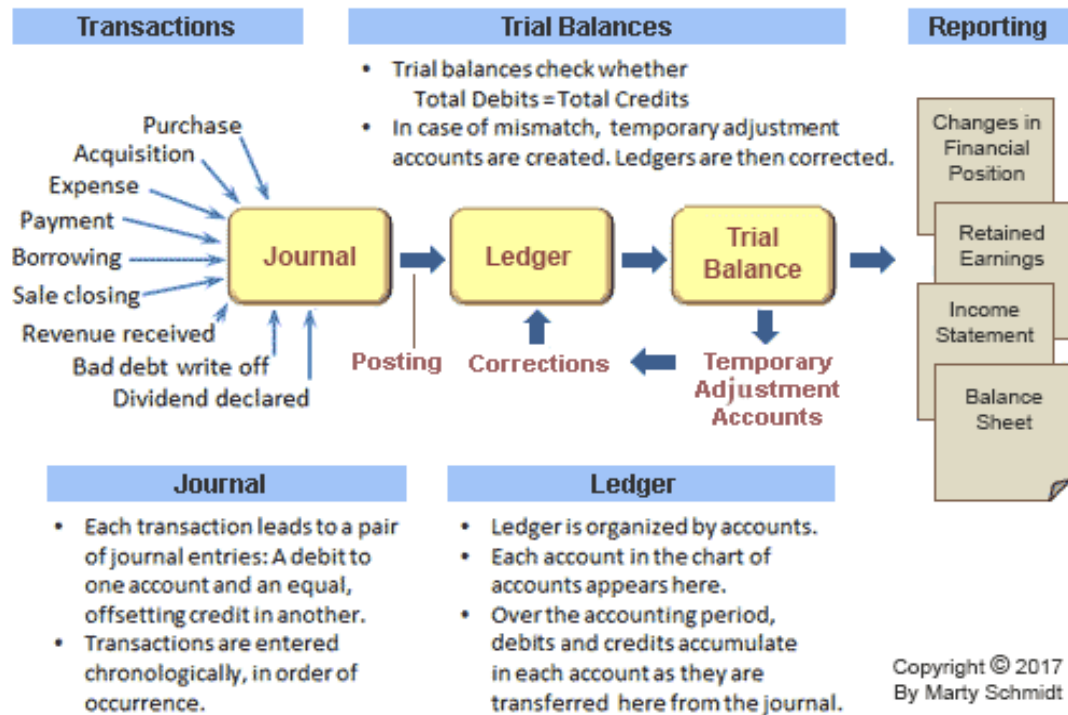 Transactions
Trial Balances
Reporting
• Trial balances check whether
Total Debits = Total Credits
• In case of mismatch, temporary adjustment
accounts are created. Ledgers are then corrected.
Purchase
Acquisition
Expense
Payment
Borrowing
Sale closing
Revenue received
Bad debt write off
Dividend declared
Journal
Posting
Ledger
Corrections
Trial
Balance
Temporary
Adjustment
Accounts
Changes in
Financial
Position
Retained
Earnings
Income
Statement
Balance
Sheet
Journal
• Each transaction leads to a pair
of journal entries: A debit to
one account and an equal,
offsetting credit in another.
• Transactions are entered
chronologically, in order of
occurrence.
Ledger
• Ledger is organized by accounts.
• Each account in the chart of
accounts appears here.
• Over the accounting period,
debits and credits accumulate
in each account as they are
transferred here from the journal.
Copyright © 2017
By Marty Schmidt